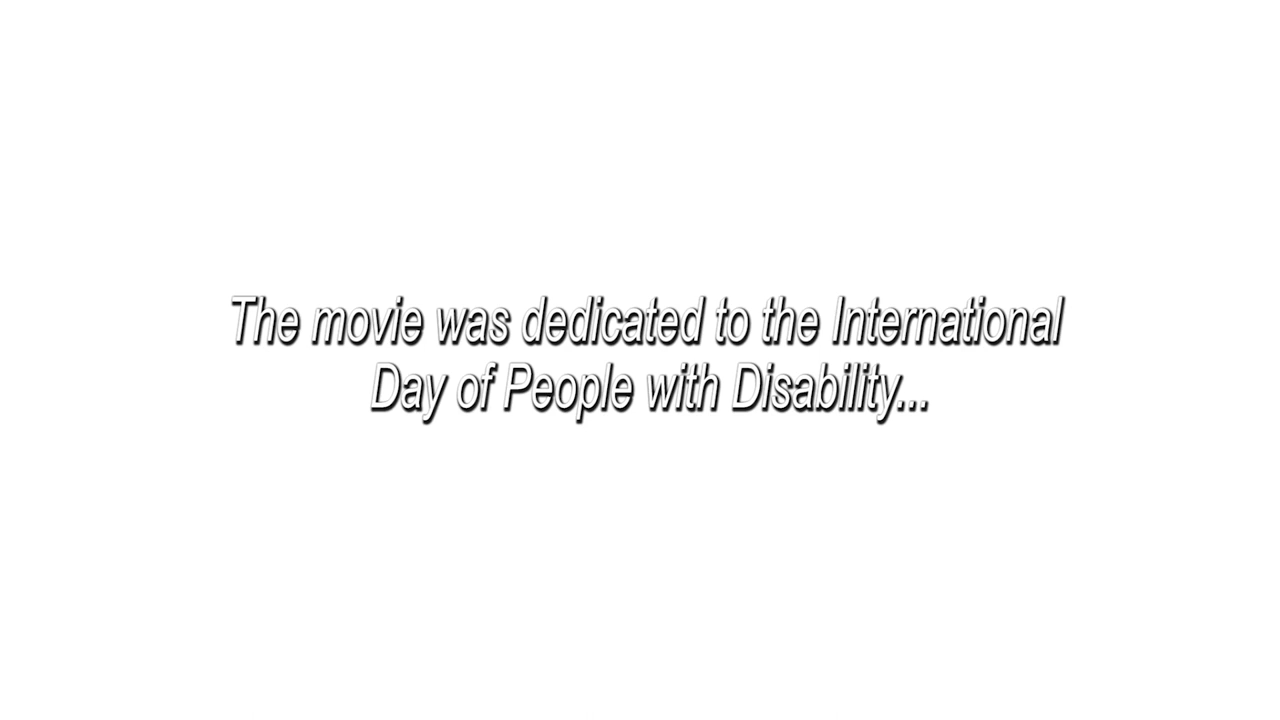 The movie was dedicated to the International
Day of People with Disability...